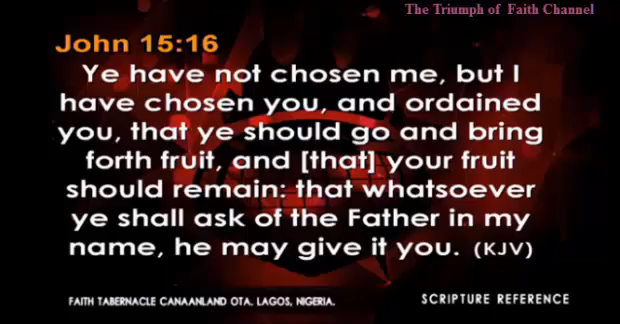 The Triumph of Faith Channel
John 15:16
Ye have not chosen me, but I
have chosen you, and ordained
you, that ye should go and bring
forth fruit, and [that] your fruit
should remain: that whatsoever
ye shall ask of the Father in my
name, he may give it you. (KJV)
FAITH TABERNACLE CANAANLAND OTA, LAGOS, NIGERIA.
SCRIPTURE REFERENCE